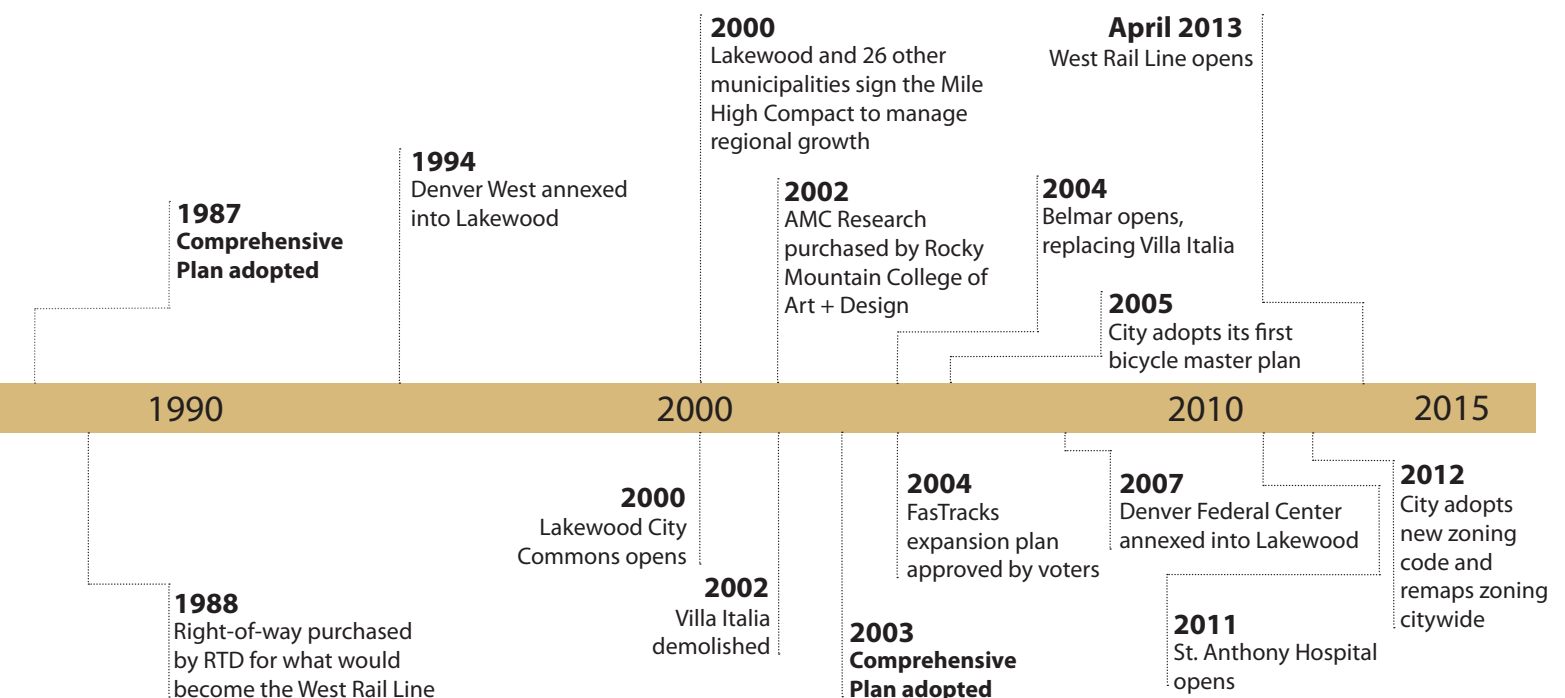 2000
Lakewood and 26 other
municipalities sign the Mile
High Compact to manage
regional growth
April 2013
West Rail Line opens
1994
Denver West annexed
into Lakewood
2002
AMC Research
purchased by Rocky
Mountain College of
Art + Design
2004
Belmar opens,
replacing Villa Italia
1987
Comprehensive
Plan adopted
2005
City adopts its first
bicycle master plan
1990
2000
2010
2015
2000
Lakewood City
Commons opens
2004
FasTracks
expansion plan
approved by voters
2007
Denver Federal Center
annexed into Lakewood
2012
City adopts
new zoning
code and
remaps zoning
citywide
2002
Villa Italia
demolished
1988
Right-of-way purchased
by RTD for what would
become the West Rail Line
2003
Comprehensive
Plan adopted
2011
St. Anthony Hospital
opens